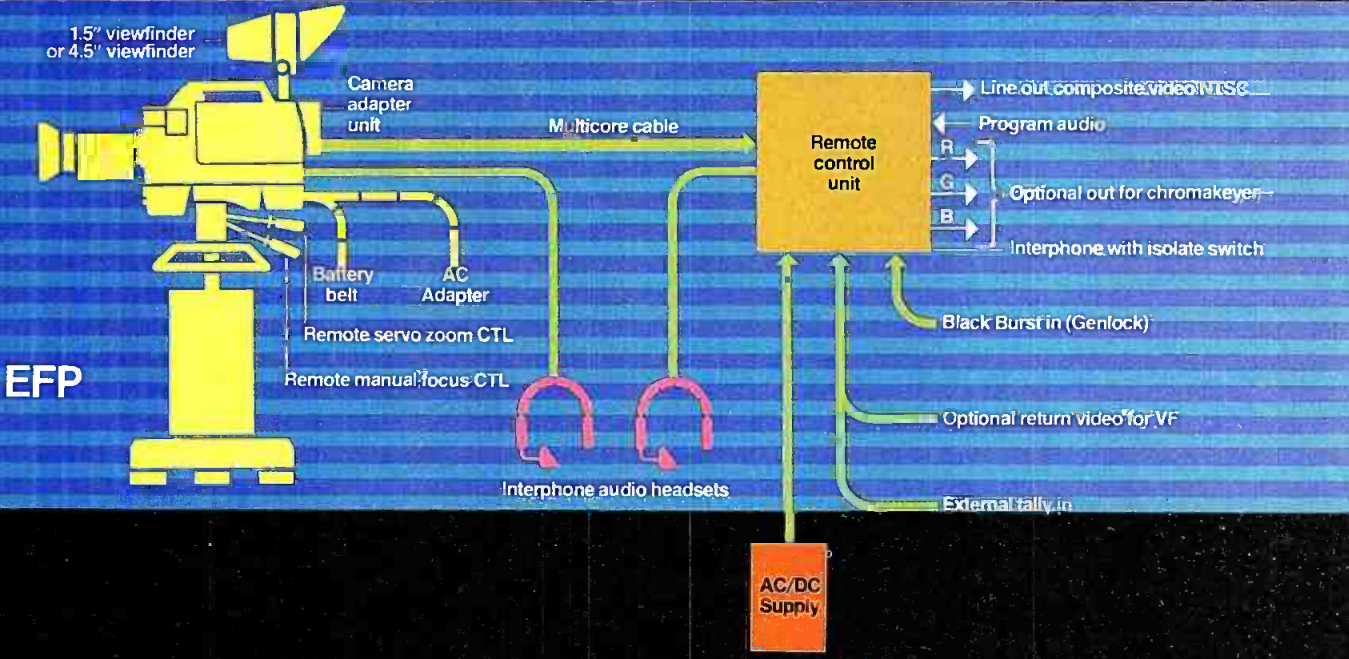 1.5" viewfinder
or 4.5" viewfinder
Camera
adapter
unit
Multicore cable
Remote
control
unit
Line out composite video NTSC
Program audio
R
G
B
Optional out for chromakeyer
Interphone with isolate switch
Battery
belt
AC
Adapter
Remote servo zoom CTL
Remote manual focus CTL
EFP
Interphone audio headsets
Black Burst in (Genlock)
Optional return video for VF
External tally in
AC/DC
Supply